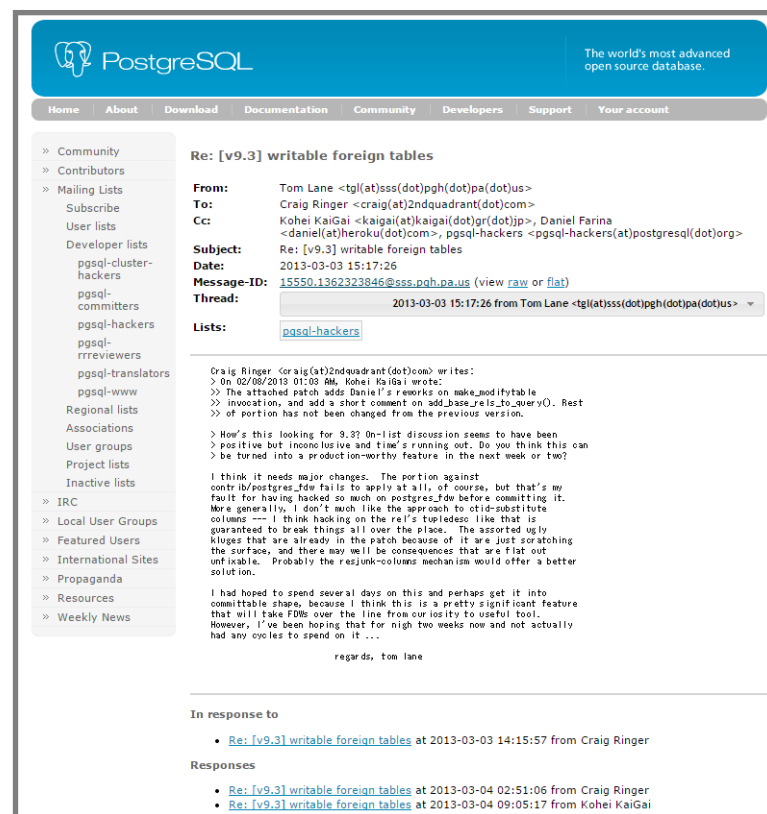 PostgreSQL
The world's most advanced
open source database.
Home About Download Documentation Community Developers Support Your account
» Community
» Contributors
» Mailing Lists
Subscribe
User lists
Developer lists
pgsql-cluster-
hackers
pgsql-
committers
pgsql-hackers
pgsql-
rrreviewers
pgsql-translators
pgsql-www
Regional lists
Associations
User groups
Project lists
Inactive lists
» IRC
» Local User Groups
» Featured Users
» International Sites
» Propaganda
» Resources
» Weekly News
Re: [v9.3] writable foreign tables
From: Tom Lane <tgl(at)sss(dot)pgh(dot)pa(dot)us>
To: Craig Ringer <craig(at)2ndquadrant(dot)com>
Cc: Kohei KaiGai <kaigai(at)kaigai(dot)gr(dot)jp>, Daniel Farina
<daniel(at)heroku(dot)com>, pgsql-hackers <pgsql-hackers(at)postgresql(dot)org>
Subject: Re: [v9.3] writable foreign tables
Date: 2013-03-03 15:17:26
Message-ID: 15550.1362323846@sss.pgh.pa.us (view raw or flat)
Thread: 2013-03-03 15:17:26 from Tom Lane <tgl(at)sss(dot)pgh(dot)pa(dot)us>
Lists: pgsql-hackers
Craig Ringer <craig(at)2ndquadrant(dot)com> writes:
> On 02/08/2013 01:03 AM, Kohei KaiGai wrote:
>> The attached patch adds Daniel's reworks on make_modifytable
>> invocation, and add a short comment on add_base_rels_to_query(). Rest
>> of portion has not been changed from the previous version.
> How's this looking for 9.3? On-list discussion seems to have been
> positive but inconclusive and time's running out. Do you think this can
> be turned into a production-worthy feature in the next week or two?
I think it needs major changes. The portion against
contrib/postgres_fdw fails to apply at all, of course, but that's my
fault for having hacked so much on postgres_fdw before committing it.
More generally, I don't much like the approach to ctid-substitute
columns --- I think hacking on the rel's tupledesc like that is
guaranteed to break things all over the place. The assorted ugly
kluges that are already in the patch because of it are just scratching
the surface, and there may well be consequences that are flat out
unfixable. Probably the resjunk-columns mechanism would offer a better
solution.
I had hoped to spend several days on this and perhaps get it into
committable shape, because I think this is a pretty significant feature
that will take FDWs over the line from curiosity to useful tool.
However, I've been hoping that for nigh two weeks now and not actually
had any cycles to spend on it ...
regards, tom lane
In response to
• Re: [v9.3] writable foreign tables at 2013-03-03 14:15:57 from Craig Ringer
Responses
• Re: [v9.3] writable foreign tables at 2013-03-04 02:51:06 from Craig Ringer
• Re: [v9.3] writable foreign tables at 2013-03-04 09:05:17 from Kohei KaiGai